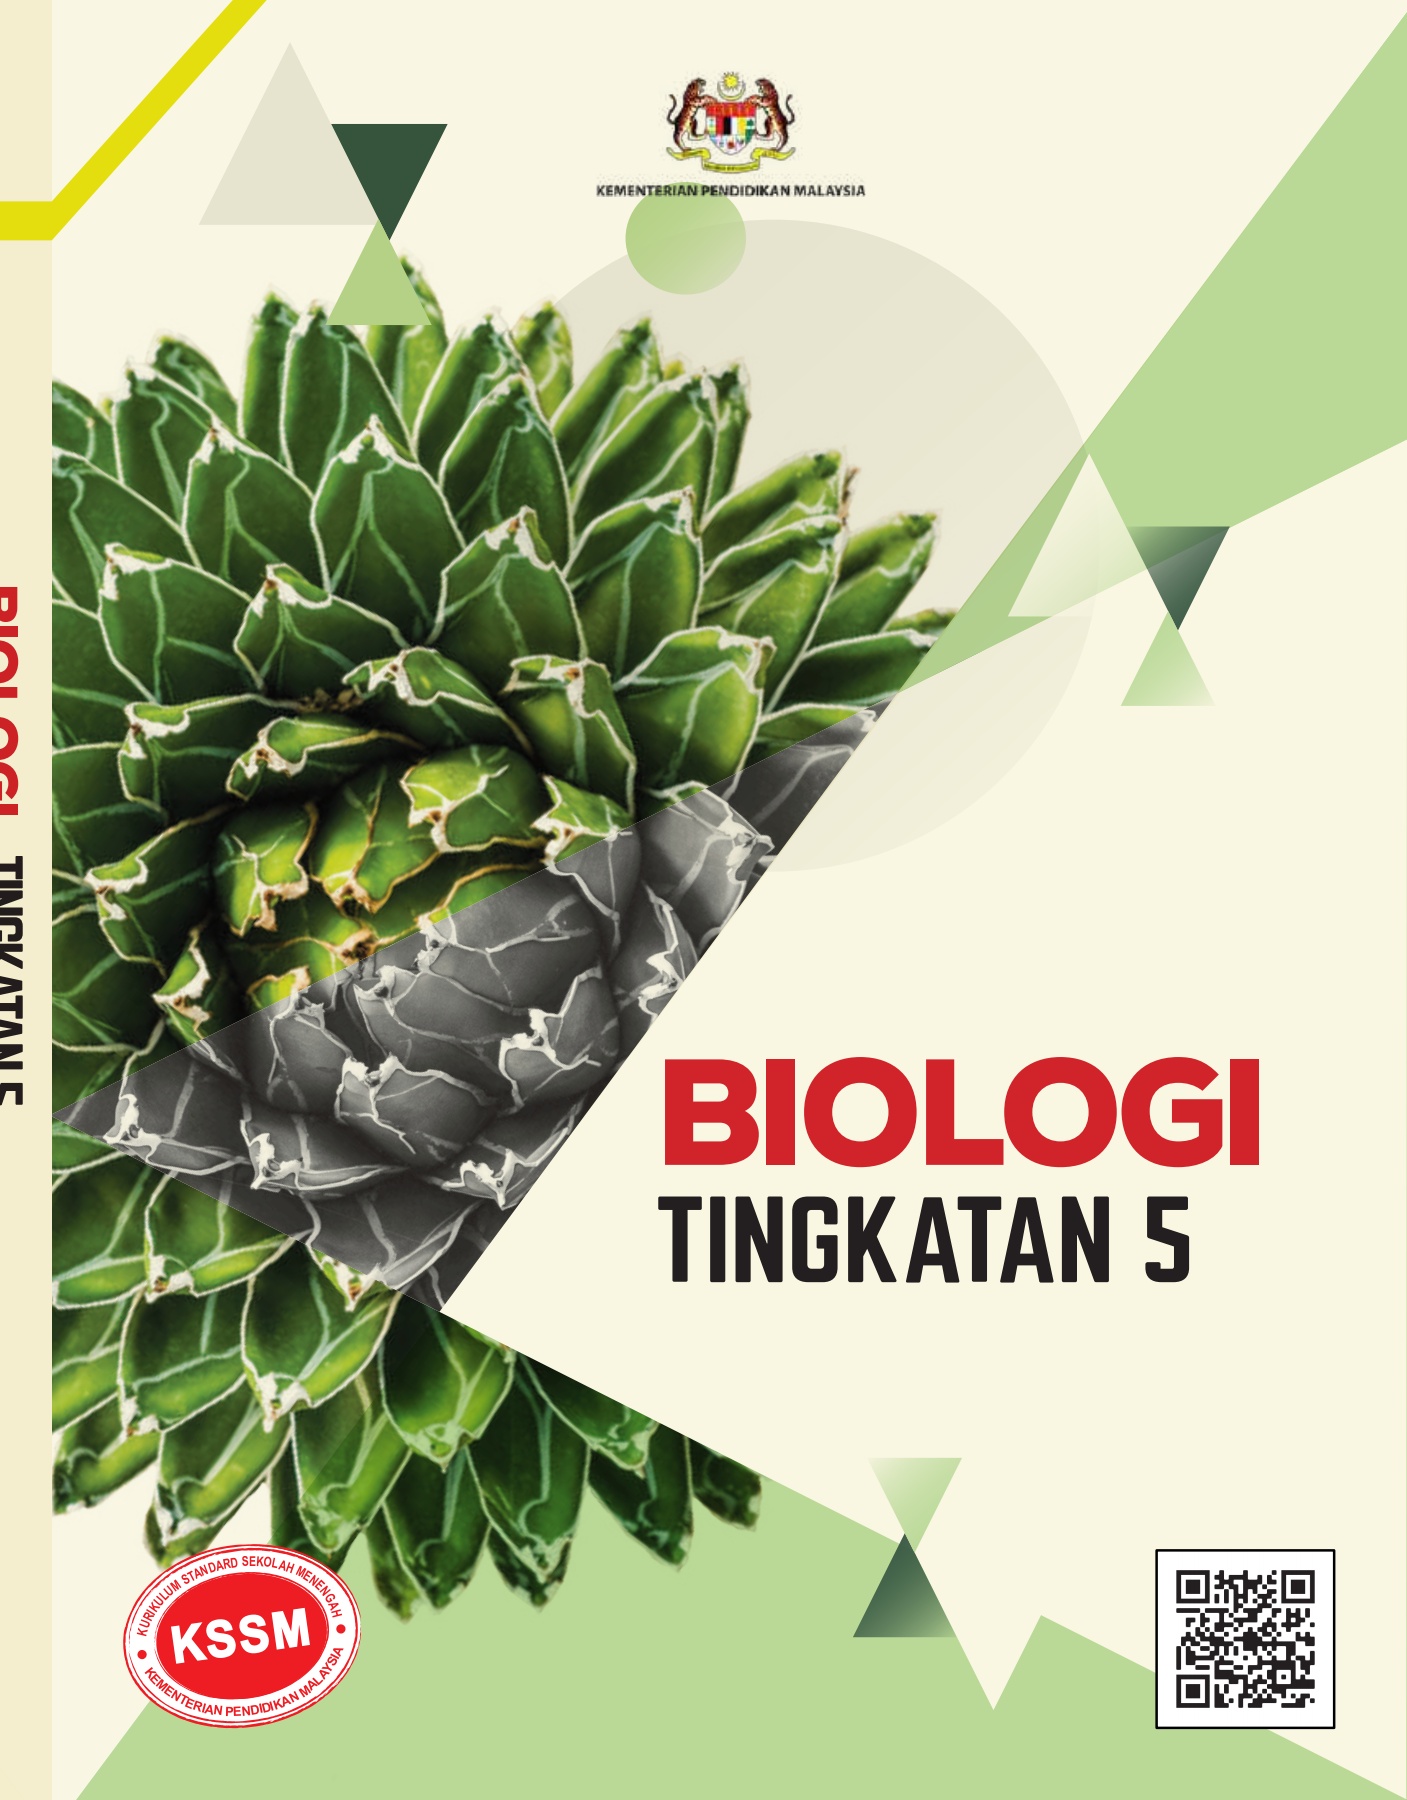 KEMENTERIAN PENDIDIKAN MALAYSIA
BIOLOGI TINGKATAN 5
BIOLOGI
TINGKATAN 5
KURIKULUM STANDARD SEKOLAH MENENGAH
KSSM
KEMENTERIAN PENDIDIKAN MALAYSIA